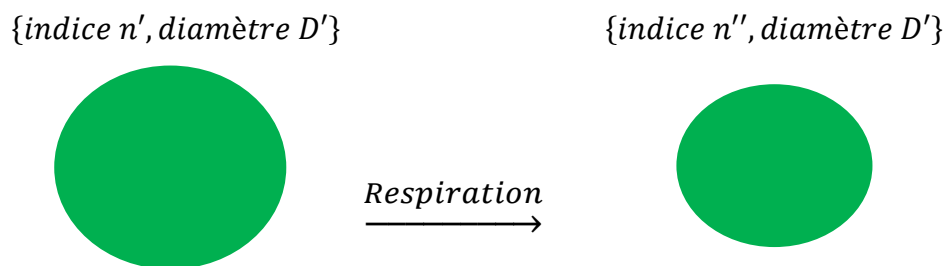 {indice n′, diamètre D′}
{indice n′′, diamètre D′}
Respiration